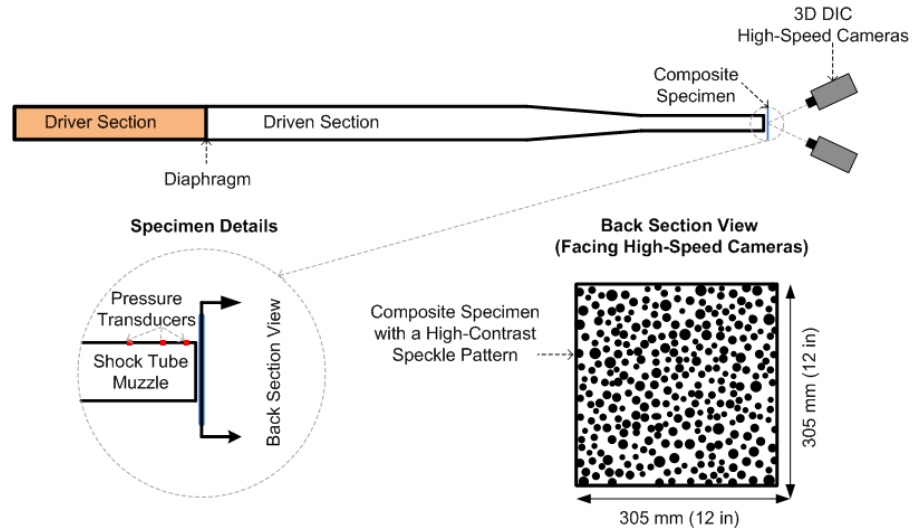 3D DIC
High-Speed Cameras
Composite
Specimen
Driver Section
Driven Section
Diaphragm
Specimen Details
Pressure
Transducers
Shock Tube
Muzzle
Back Section View
Back Section View
(Facing High-Speed Cameras)
Composite Specimen
with a High-Contrast
Speckle Pattern
305 mm (12 in)
305 mm (12 in)